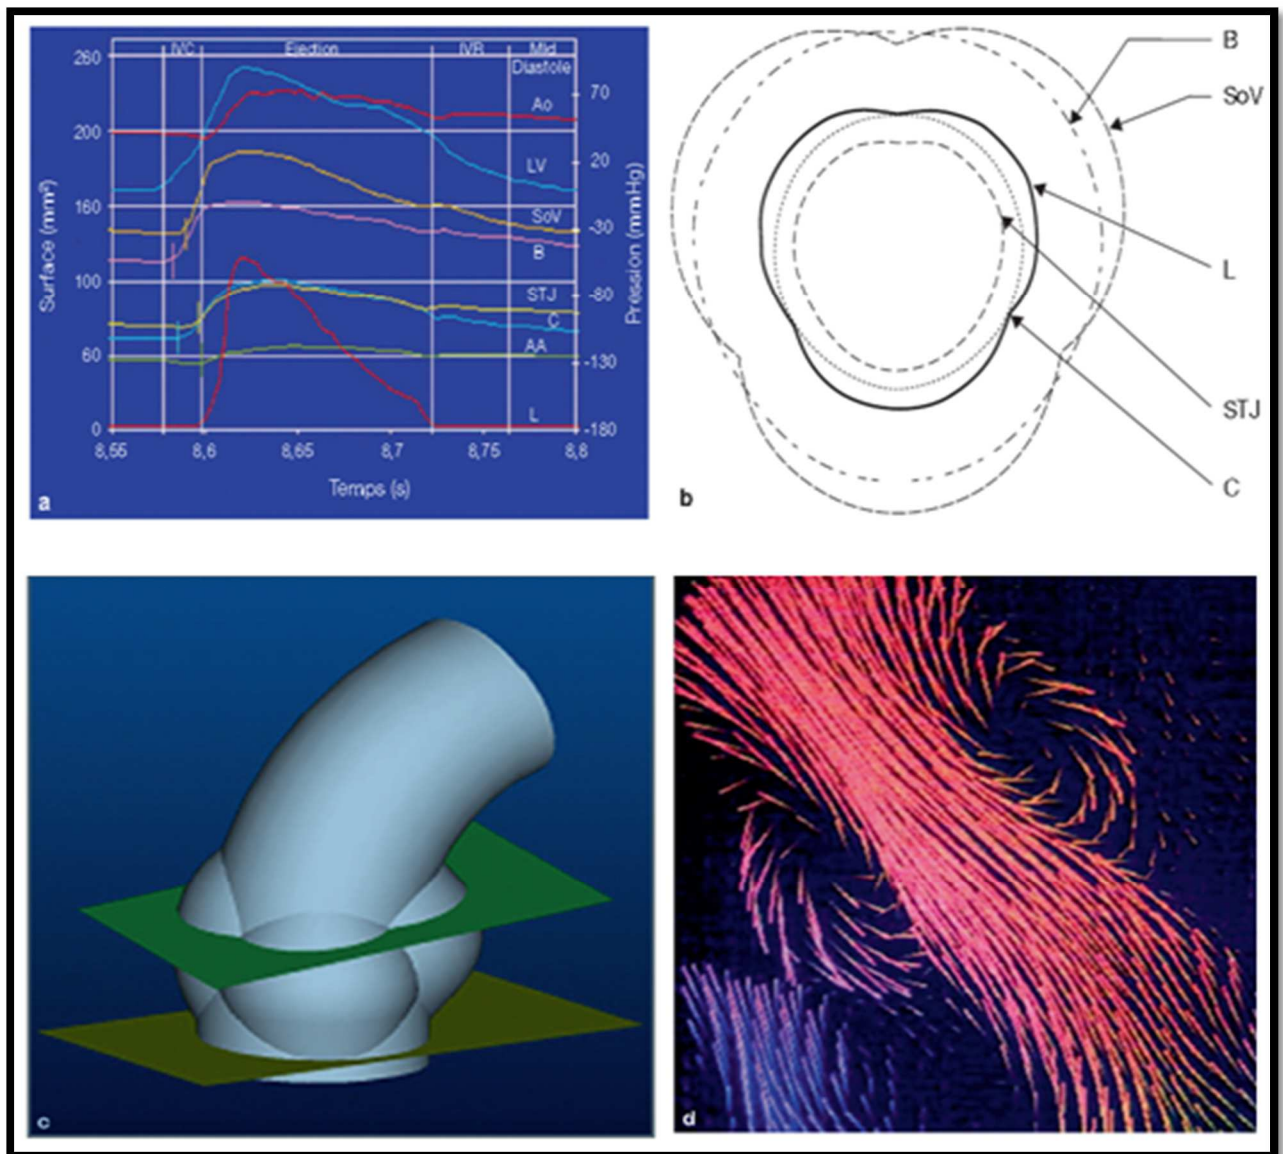 IVC Ejection IVR Mid
Diastole
260
200
160
100
60
0
Surface (mm²)
70
20
-30
-80
-130
-180
Pression (mmHg)
Ao
LV
SoV
B
STJ
C
AA
L
8,55 8,6 8,65 8,7 8,75 8,8
Temps (s)
a
B
SoV
L
STJ
C
b
c
d